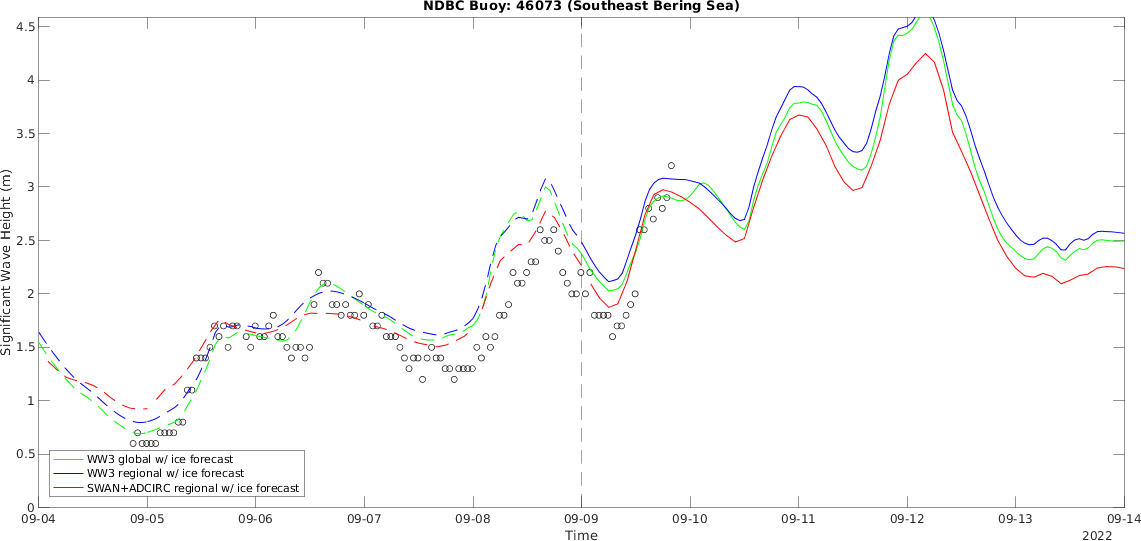 NDBC Buoy: 46073 (Southeast Bering Sea)
Significant Wave Height (m)
4.5
4
3.5
3
2.5
2
1.5
1
0.5
0
WW3 global w/ ice forecast
WW3 regional w/ ice forecast
SWAN+ADCIRC regional w/ ice forecast
09-04 09-05 09-06 09-07 09-08 09-09 09-10 09-11 09-12 09-13 09-14
Time
2022